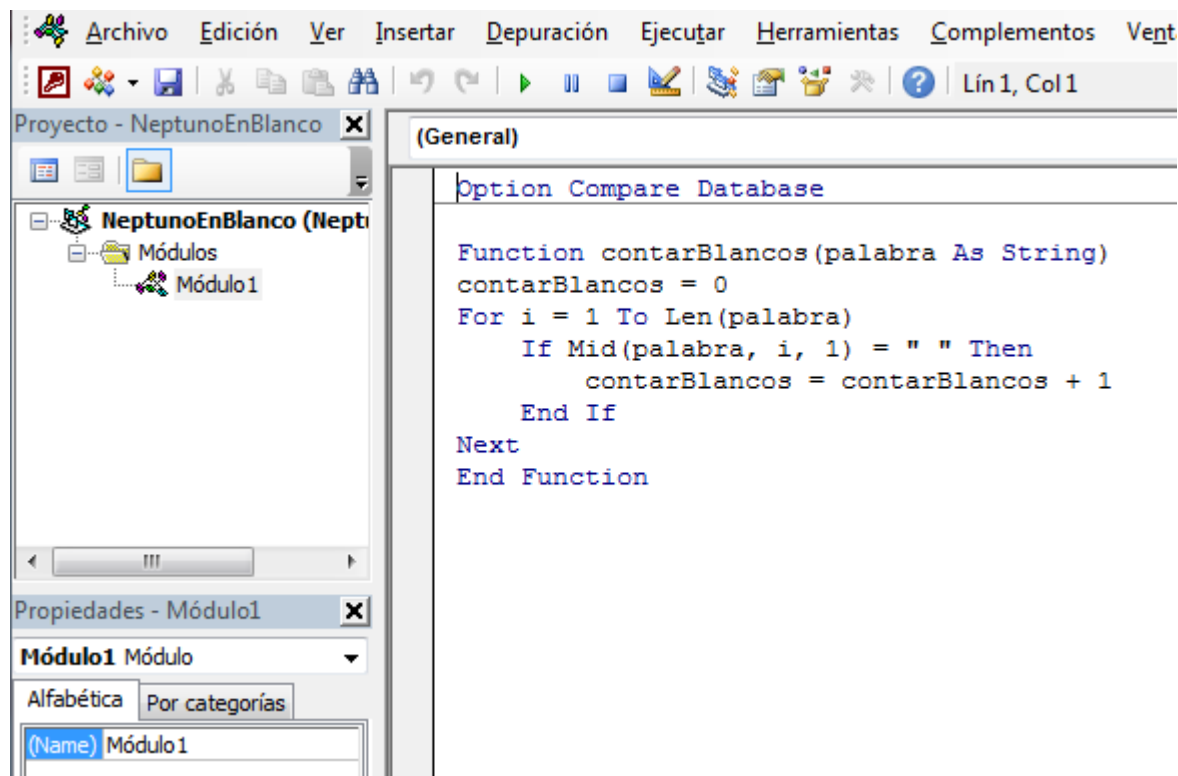 Archivo Edición Ver Insertar Depuración Ejecutar Herramientas Complementos
Lín 1, Col 1
Proyecto - NeptunoEnBlanco
NeptunoEnBlanco (Neptu
Módulos
Módulo1
Propiedades - Módulo1
Módulo1 Módulo
Alfabética Por categorías
(Name) Módulo1
(General)
Option Compare Database
Function contarBlancos(palabra As String)
contarBlancos = 0
For i = 1 To Len(palabra)
If Mid(palabra, i, 1) = " " Then
contarBlancos = contarBlancos + 1
End If
Next
End Function